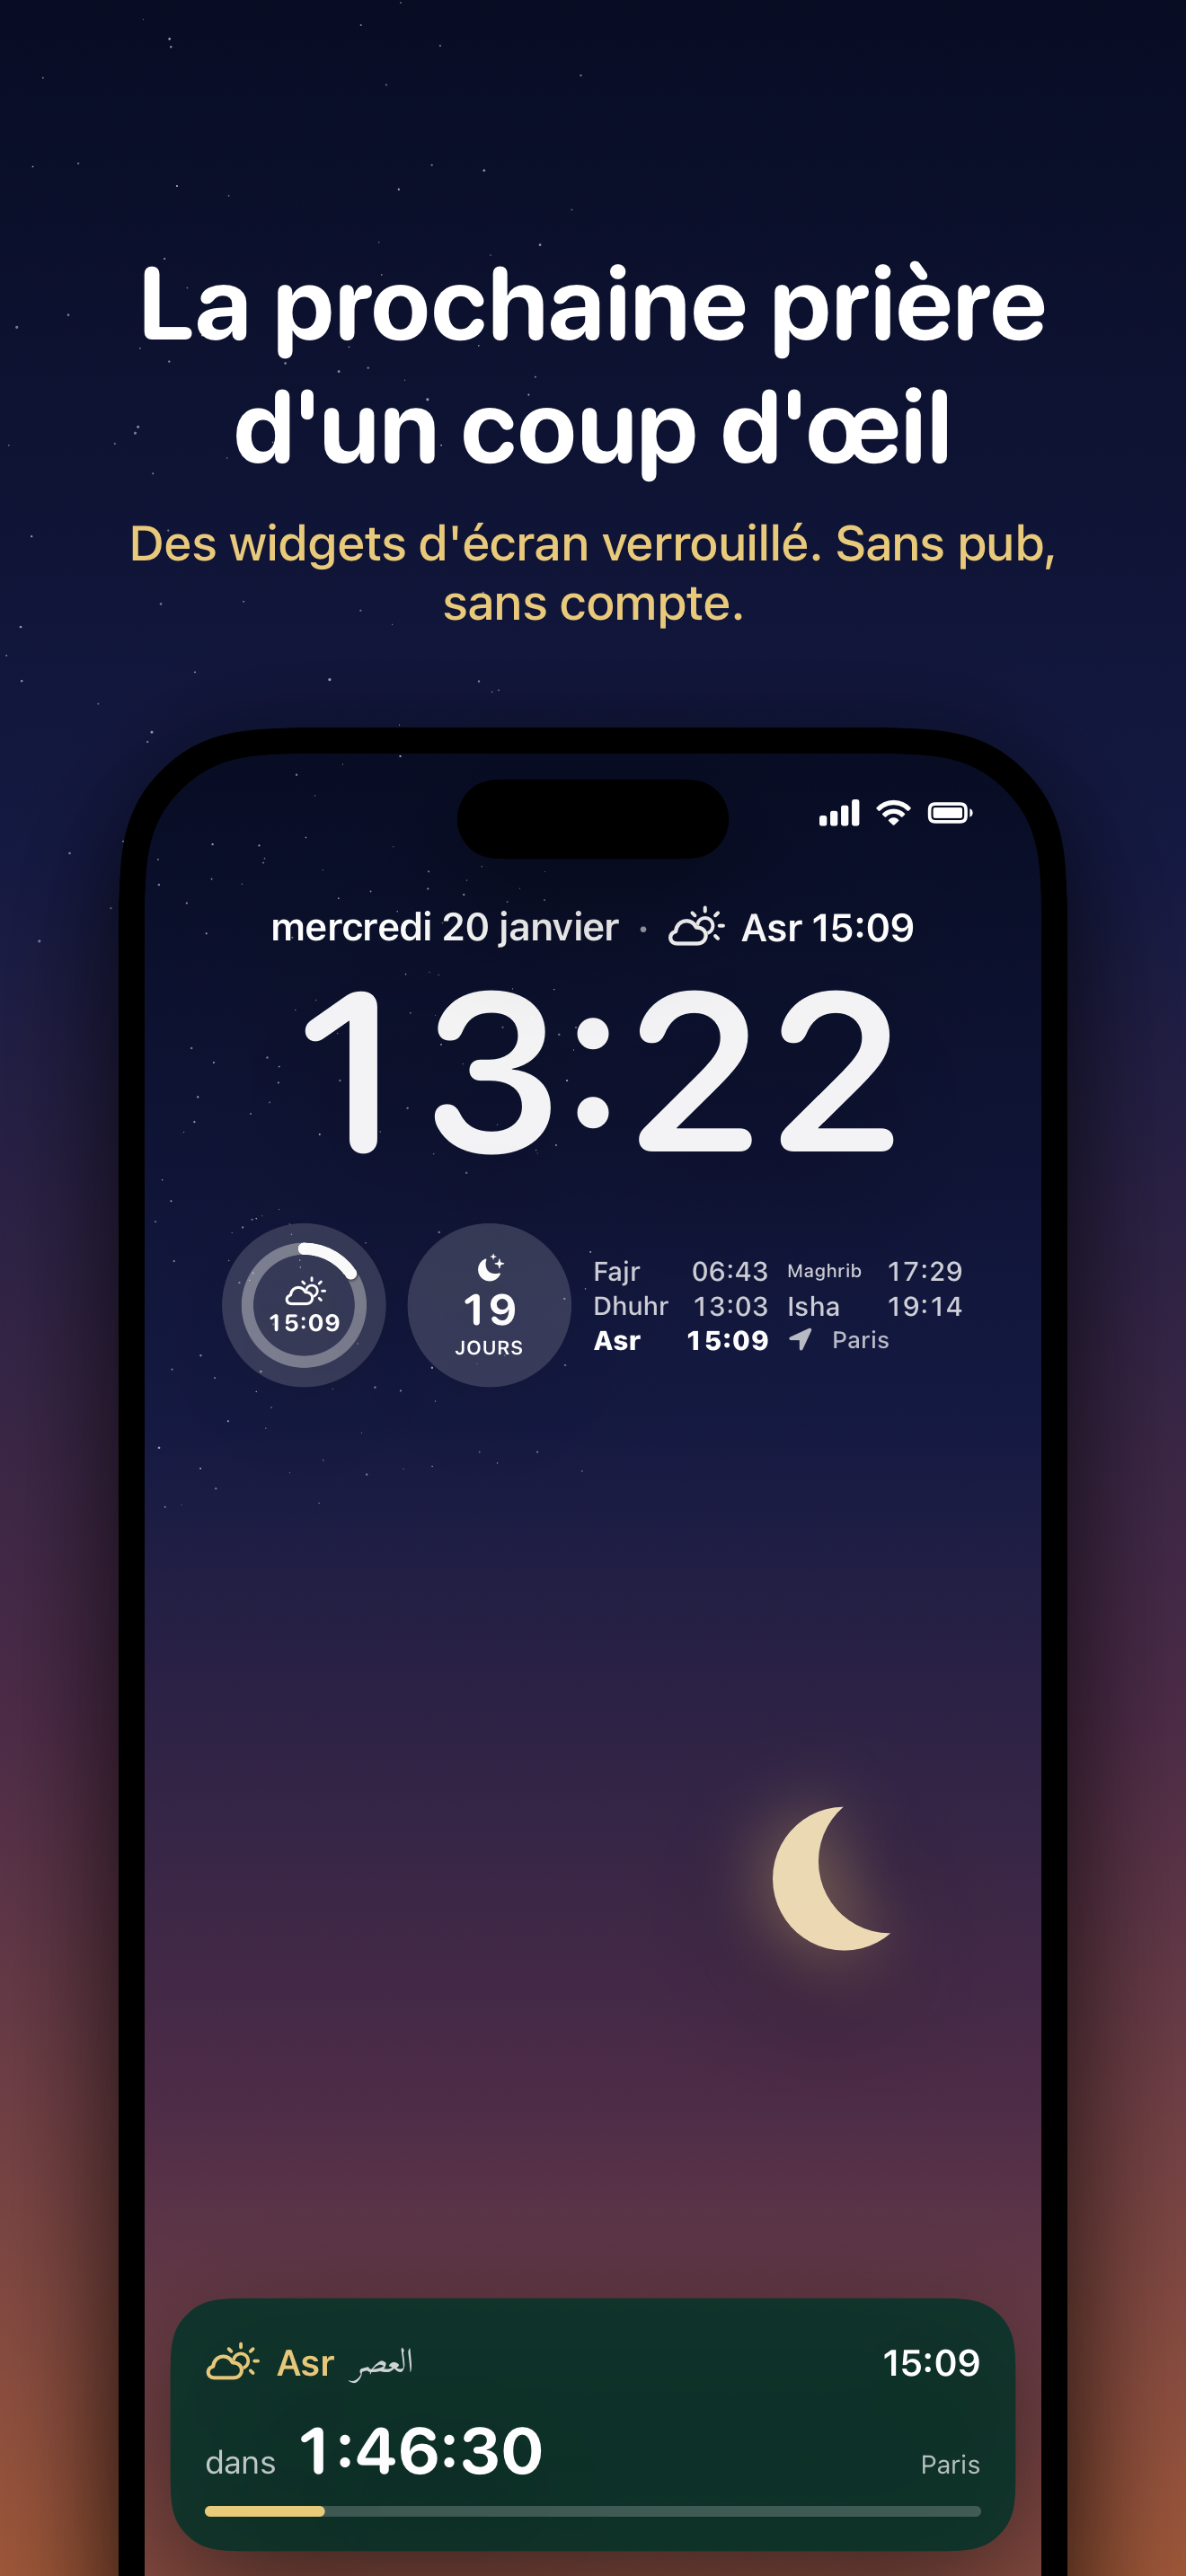 La prochaine prière
d'un coup d'œil
Des widgets d'écran verrouillé. Sans pub,
sans compte.
mercredi 20 janvier · Asr 15:09
13:22
15:09
19
JOURS
Fajr 06:43 Maghrib 17:29
Dhuhr 13:03 Isha 19:14
Asr 15:09 Paris
Asr العصر 15:09
dans 1:46:30 Paris